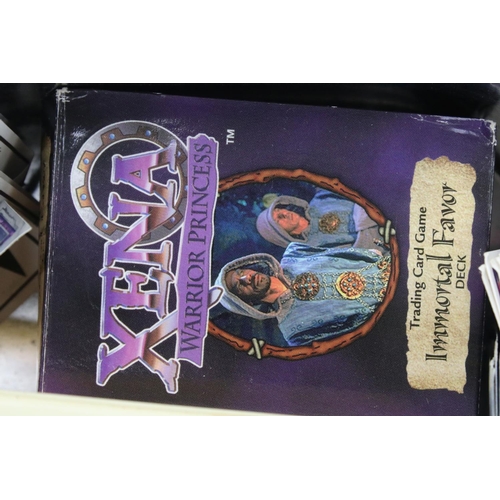 XENA
WARRIOR PRINCESS
TM
Trading Card Game
Immortal Favor
DECK